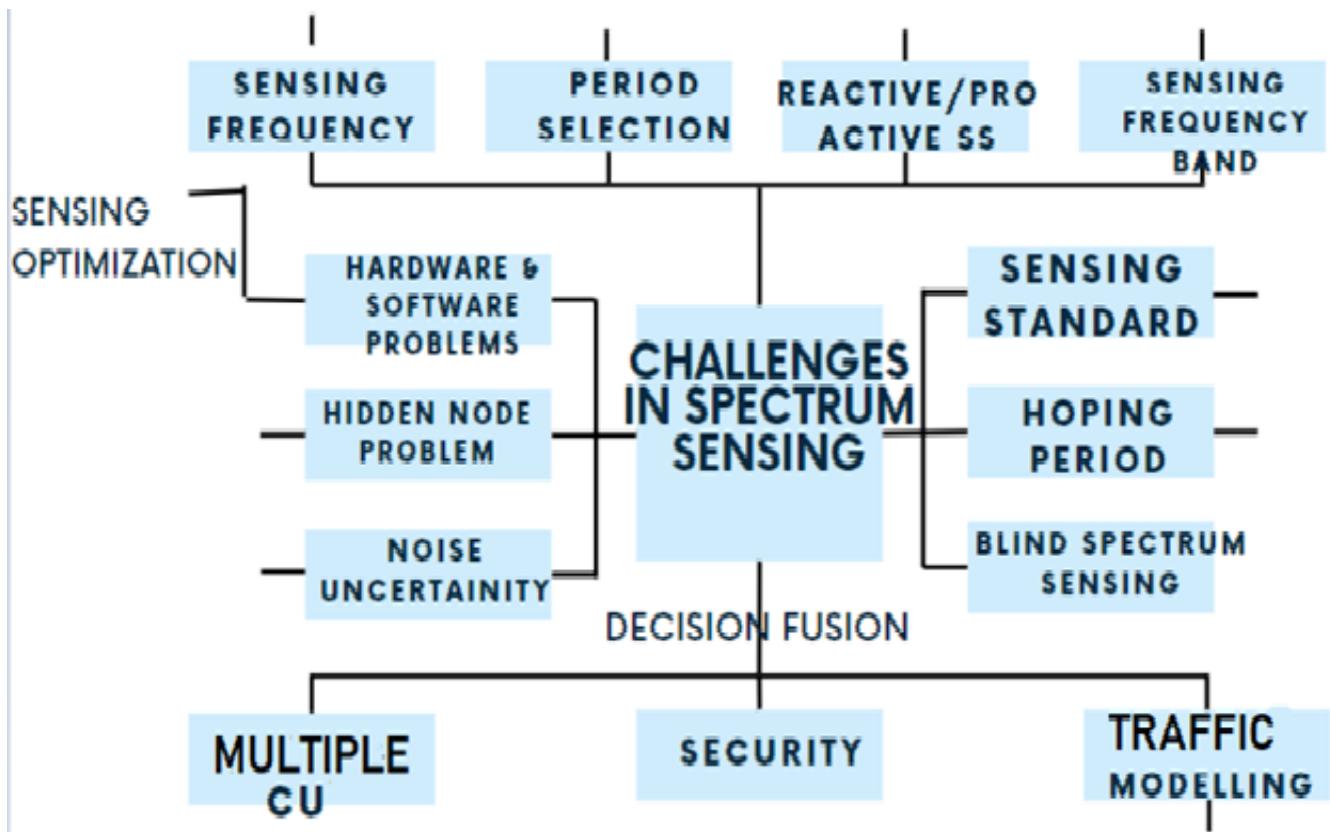 SENSING
FREQUENCY
PERIOD
SELECTION
REACTIVE/PRO
ACTIVE SS
SENSING
FREQUENCY
BAND
SENSING
OPTIMIZATION
HARDWARE &
SOFTWARE
PROBLEMS
HIDDEN NODE
PROBLEM
NOISE
UNCERTAINITY
CHALLENGES
IN SPECTRUM
SENSING
SENSING
STANDARD
HOPING
PERIOD
BLIND SPECTRUM
SENSING
DECISION FUSION
MULTIPLE
CU
SECURITY
TRAFFIC
MODELLING